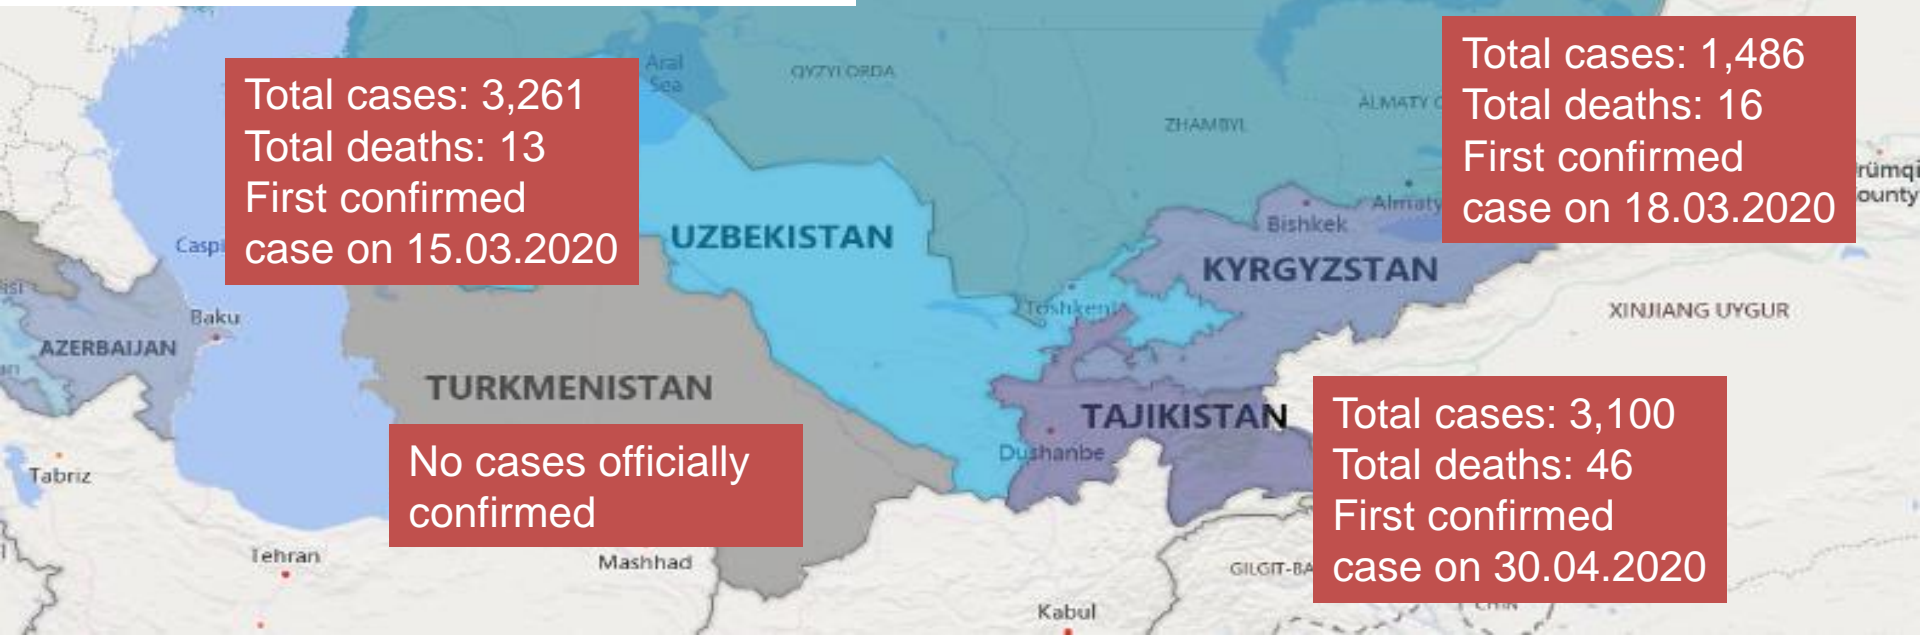 Total cases: 3,261
Total deaths: 13
First confirmed
case on 15.03.2020
Total cases: 1,486
Total deaths: 16
First confirmed
case on 18.03.2020
No cases officially
confirmed
Total cases: 3,100
Total deaths: 46
First confirmed
case on 30.04.2020
Aral
Sea
QYZYLORDA
ZHAMBYL
ALMATY
Almaty
Bishkek
UZBEKISTAN
KYRGYZSTAN
Toshkent
XINJIANG UYGUR
Baku
AZERBAIJAN
TURKMENISTAN
TAJIKISTAN
Dushanbe
Tabriz
Tehran
Mashhad
Kabul